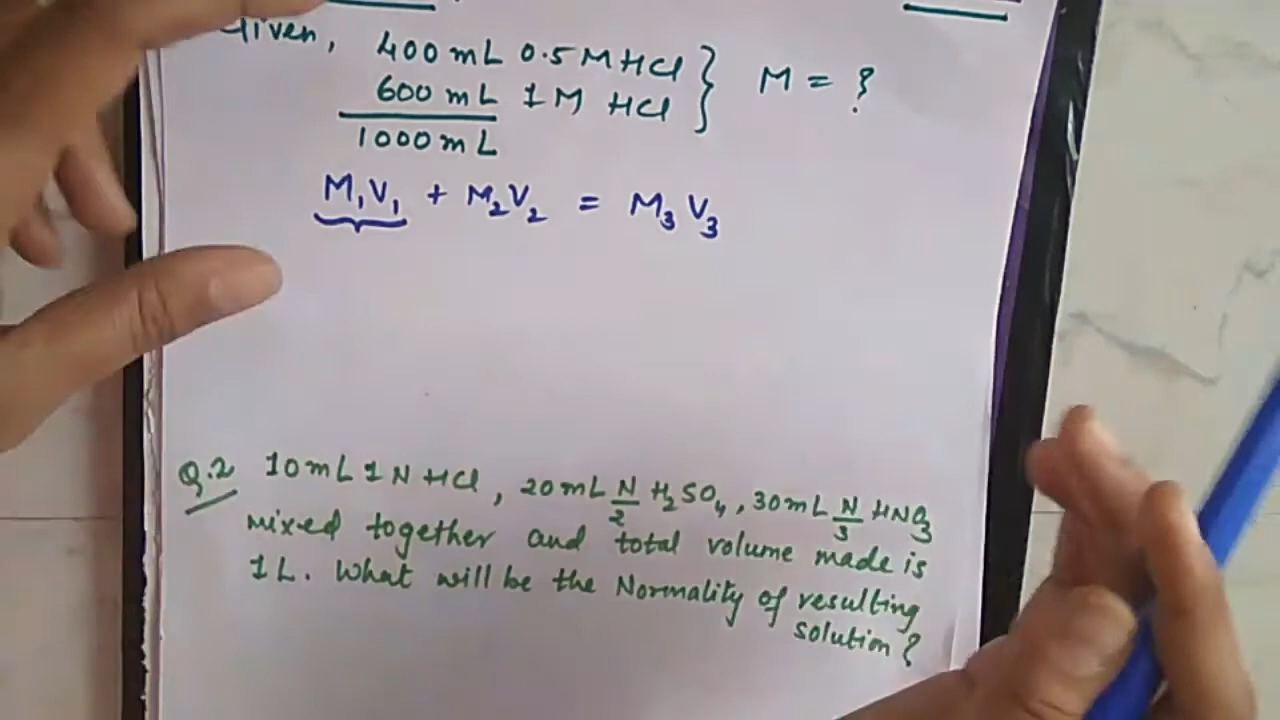 Given, 400 mL 0.5 M HCl } M = ?
600 mL 1 M HCl
1000 mL
M₁V₁ + M₂V₂ = M₃ V₃
Q.2 10 mL 1 N HCl, 20 mL N/2 H₂SO₄, 30 mL N/3 HNO₃
mixed together and total volume made is
1 L. What will be the Normality of resulting
solution ?